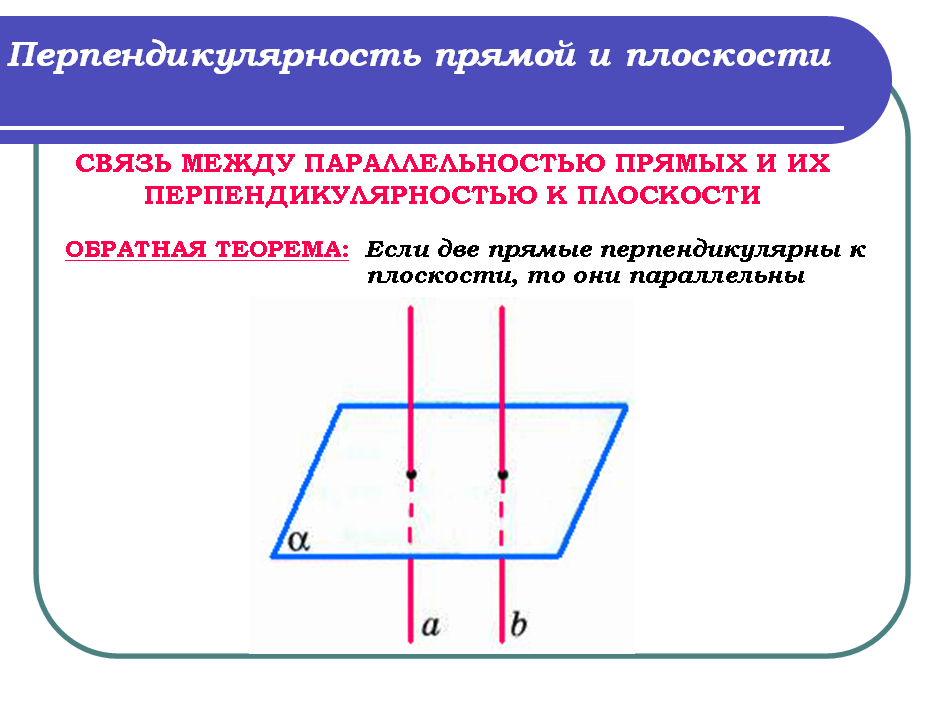 Перпендикулярность прямой и плоскости
СВЯЗЬ МЕЖДУ ПАРАЛЛЕЛЬНОСТЬЮ ПРЯМЫХ И ИХ
ПЕРПЕНДИКУЛЯРНОСТЬЮ К ПЛОСКОСТИ
ОБРАТНАЯ ТЕОРЕМА: Если две прямые перпендикулярны к
плоскости, то они параллельны
α
a b